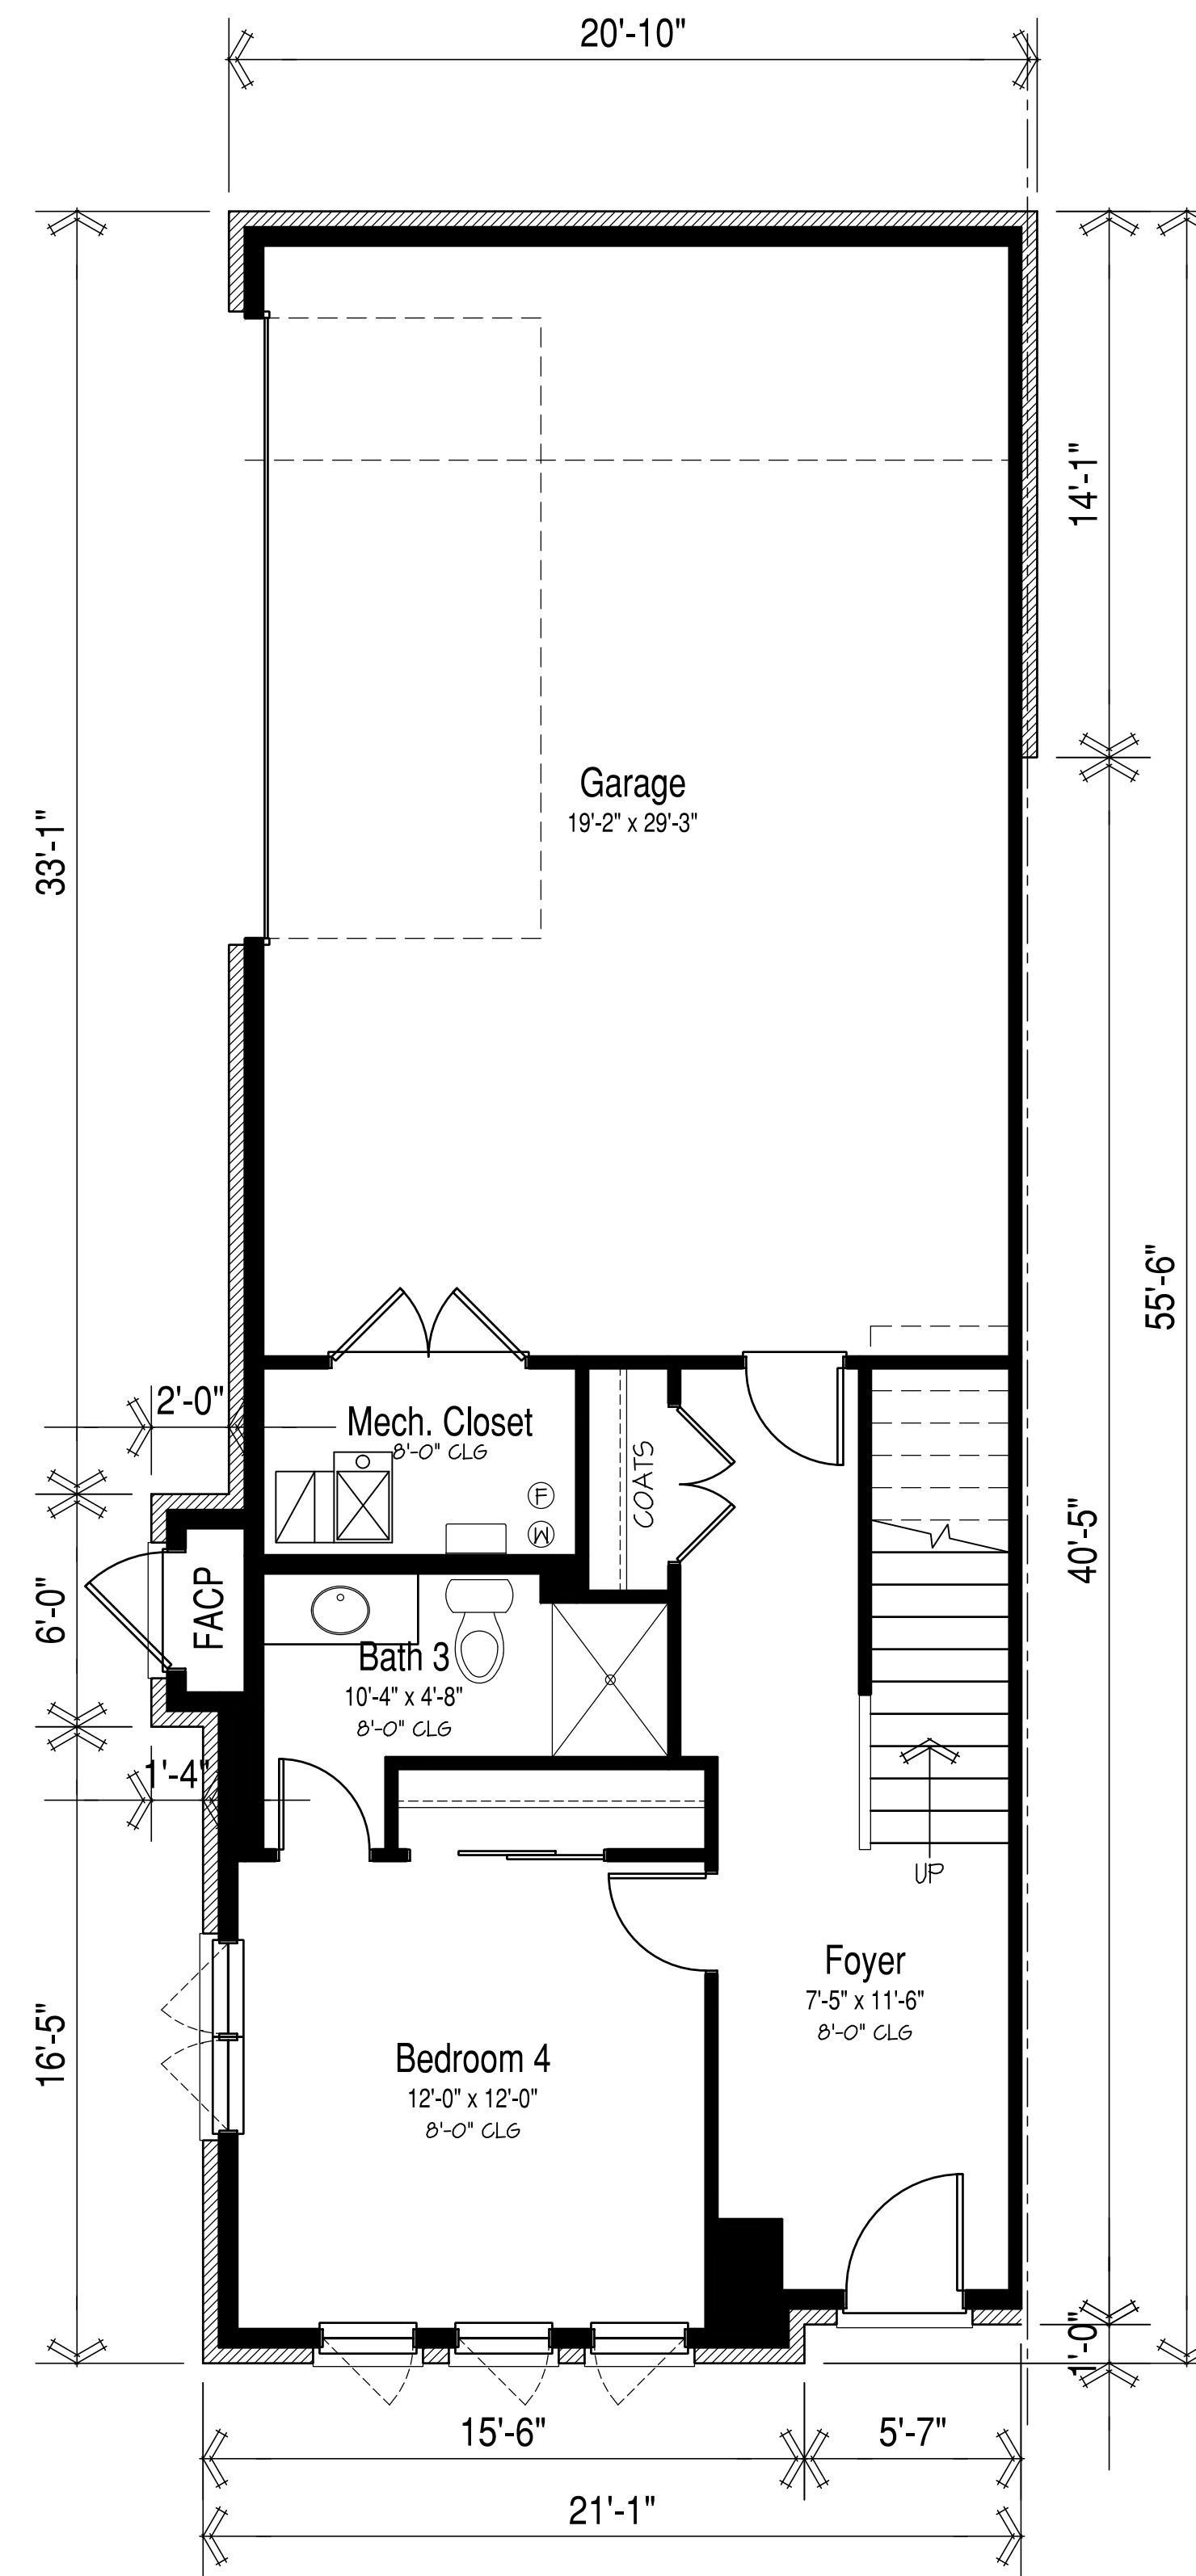 20'-10"
14'-1"
33'-1"
Garage
19'-2" x 29'-3"
55'-6"
2'-0"
Mech. Closet
8'-0" CLG
COATS
F
W
40'-5"
6'-0"
FACP
Bath 3
10'-4" x 4'-8"
8'-0" CLG
1'-4"
UP
Foyer
7'-5" x 11'-6"
8'-0" CLG
16'-5"
Bedroom 4
12'-0" x 12'-0"
8'-0" CLG
1'-0"
15'-6"
5'-7"
21'-1"